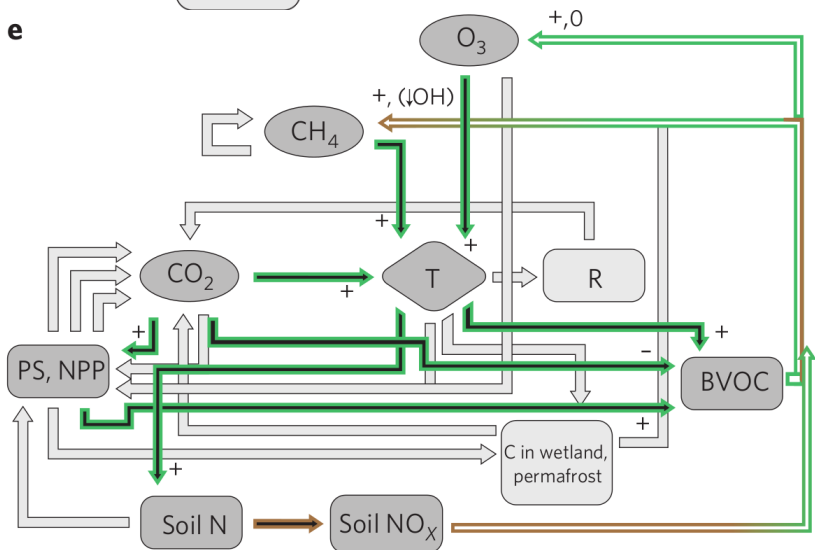 e
+,0
O₃
+, (↓OH)
CH₄
+
+
CO₂
+
T
R
+
+
−
PS, NPP
BVOC
+
C in wetland,
permafrost
+
Soil N
Soil NOₓ